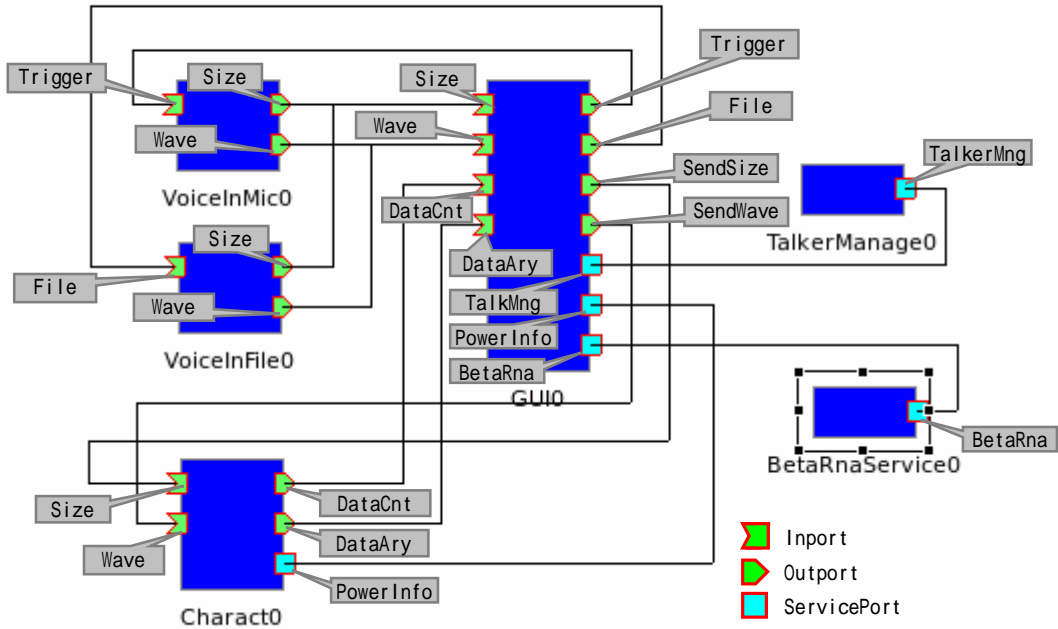 Trigger
Size
Wave
VoiceInMic0
Size
File
Wave
VoiceInFile0
Size
Wave
DataCnt
DataAry
TalkMng
PowerInfo
BetaRna
GUI0
Trigger
File
SendSize
SendWave
TalkerMng
TalkerManage0
BetaRna
BetaRnaService0
Size
Wave
DataCnt
DataAry
PowerInfo
Charact0
Inport
Outport
ServicePort